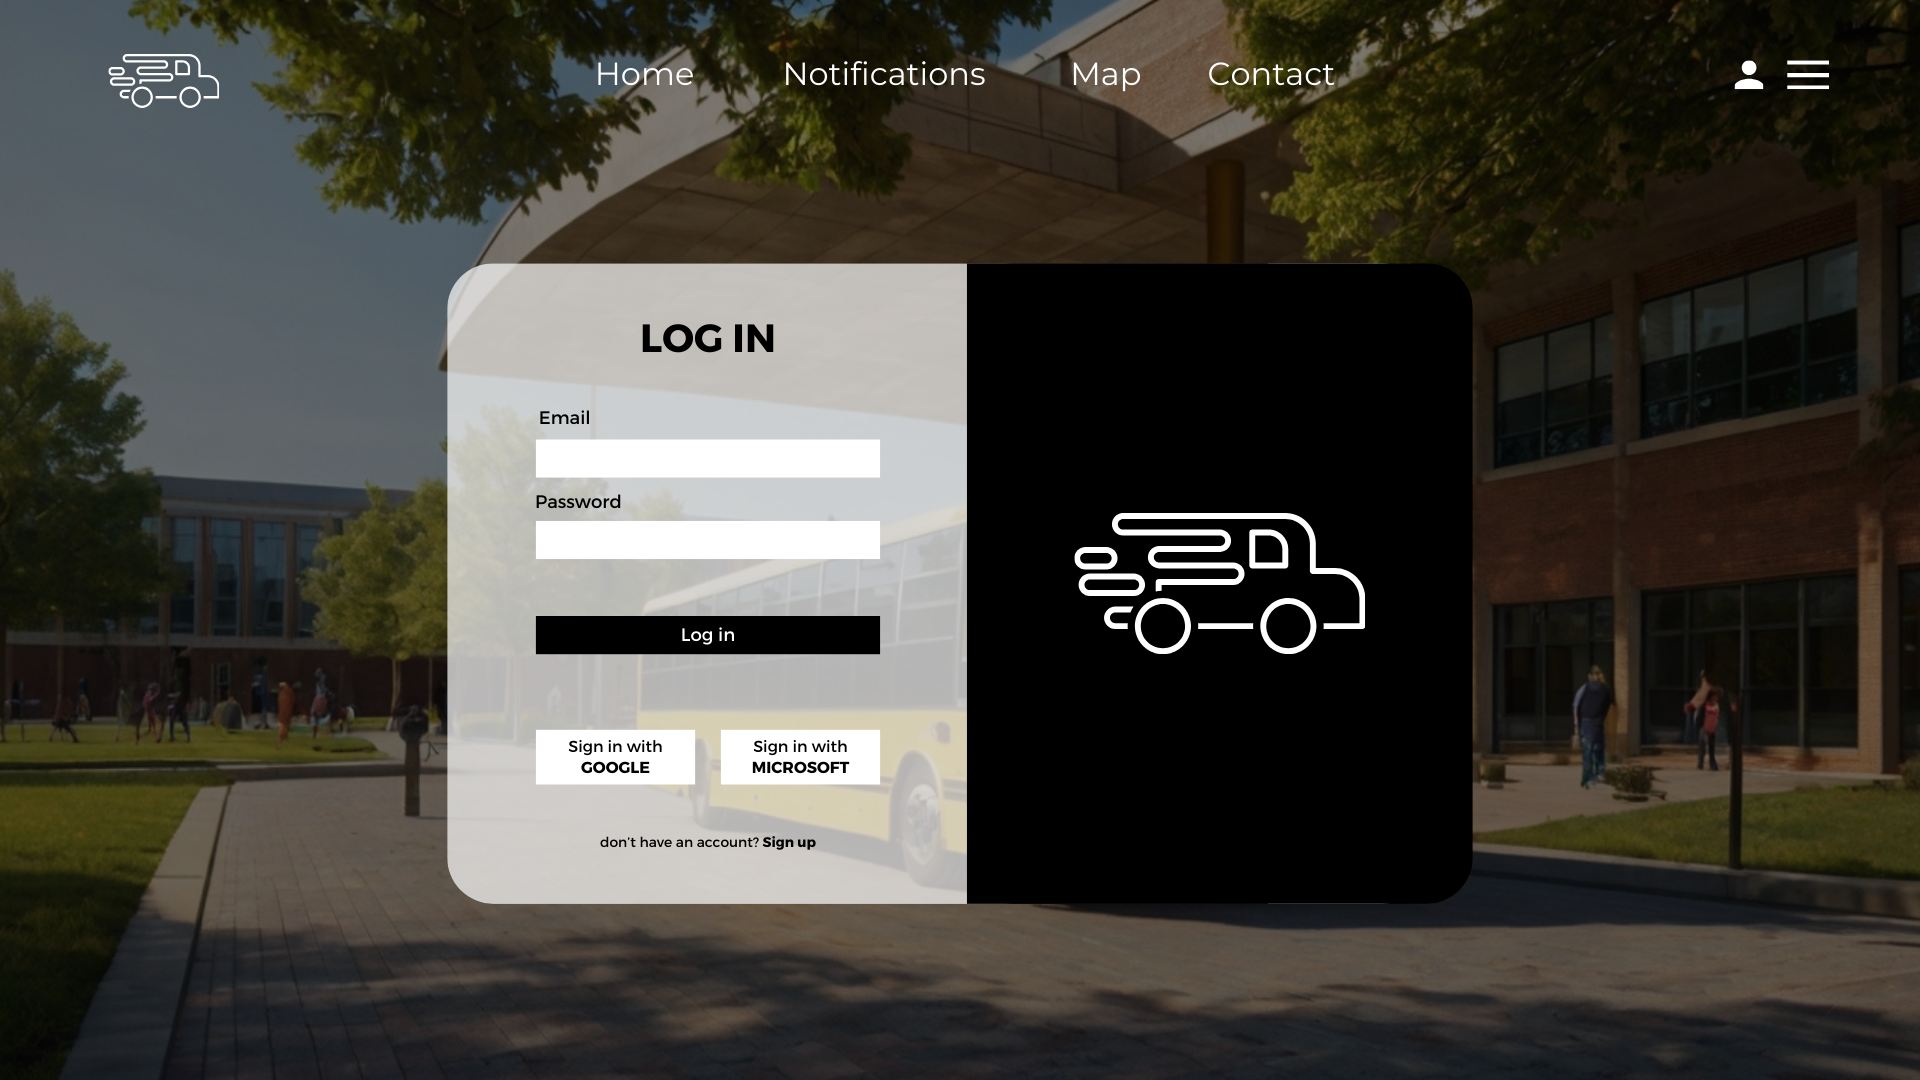 Home Notifications Map Contact
LOG IN
Email
Password
Log in
Sign in with
GOOGLE
Sign in with
MICROSOFT
don't have an account? Sign up